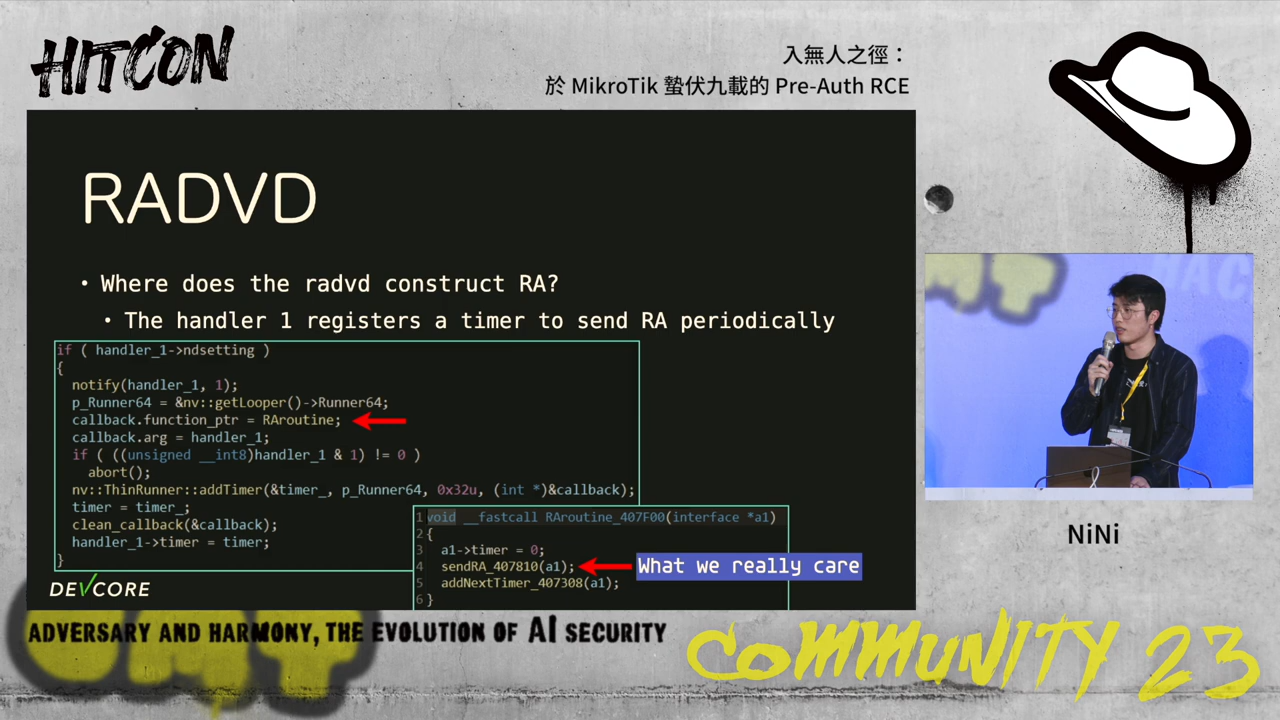 HITCON
入無人之徑：
於 MikroTik 蟄伏九載的 Pre-Auth RCE
RADVD
• Where does the radvd construct RA?
• The handler 1 registers a timer to send RA periodically
if ( handler_1->ndsetting )
{
notify(handler_1, 1);
p_Runner64 = &nv::getLooper()->Runner64;
callback.function_ptr = RAroutine;
callback.arg = handler_1;
if ( ((unsigned __int8)handler_1 & 1) != 0 )
abort();
nv::ThinRunner::addTimer(&timer_, p_Runner64, 0x32u, (int *)&callback);
timer = timer_;
clean_callback(&callback);
handler_1->timer = timer;
}
1 void __fastcall RAroutine_407F00(interface *a1)
2 {
3 a1->timer = 0;
4 sendRA_407810(a1);
What we really care
5 addNextTimer_407308(a1);
6 }
DEVCORE
NiNi
ADVERSARY AND HARMONY, THE EVOLUTION OF AI SECURITY
COMMUNITY 23